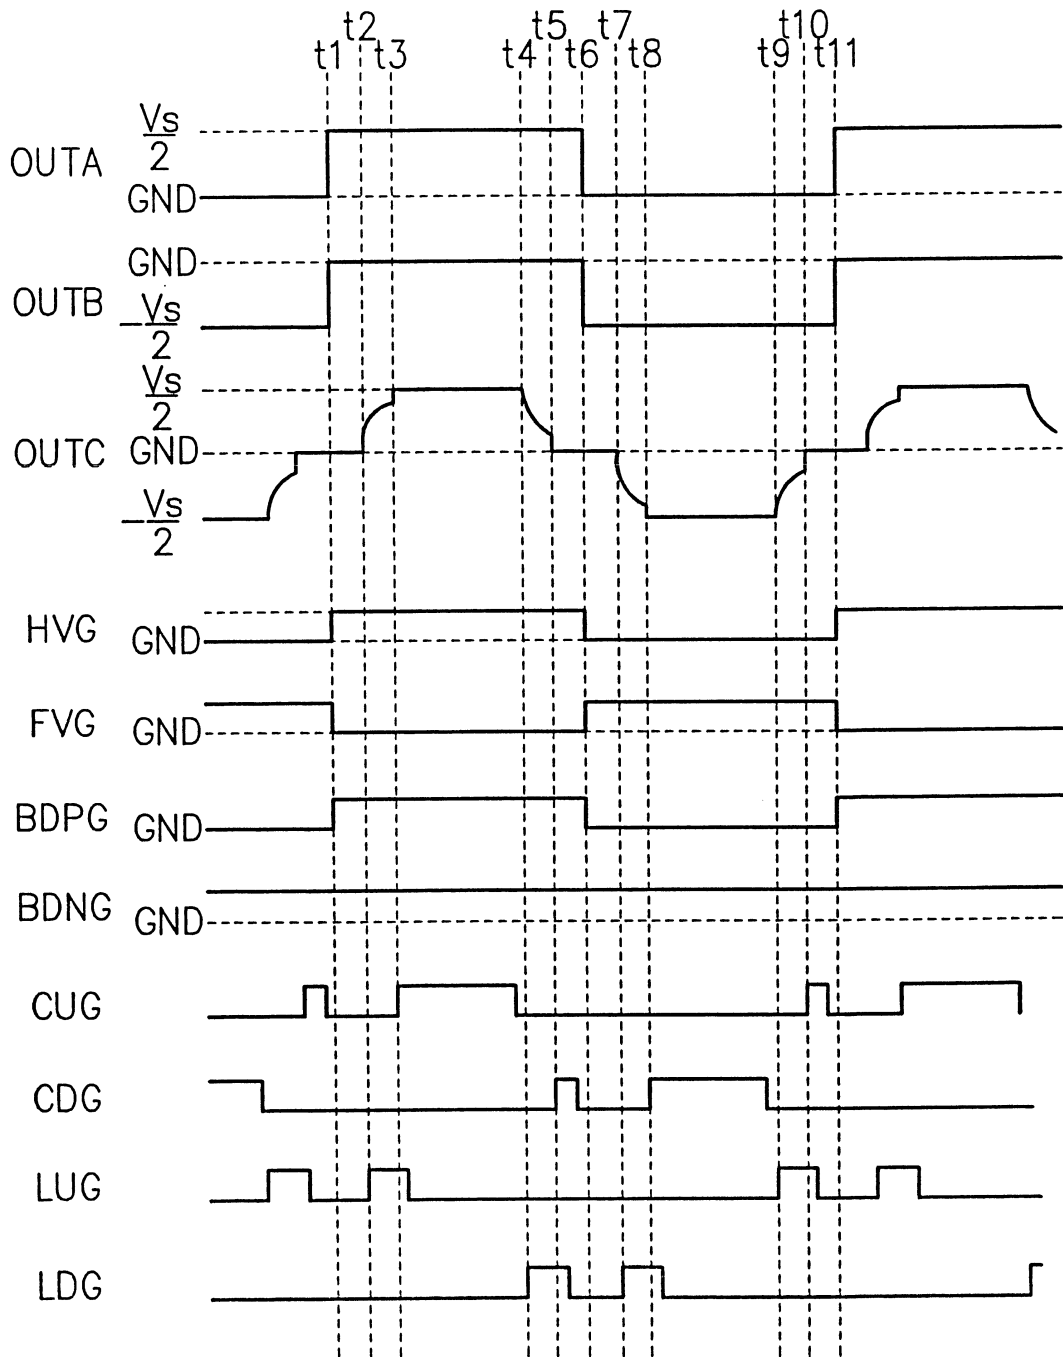 t2 t5 t7 t10
t1 t3 t4 t6 t8 t9 t11
Vs
2
OUTA
GND
GND
OUTB
-Vs
2
Vs
2
OUTC
GND
-Vs
2
HVG
GND
FVG
GND
BDPG
GND
BDNG
GND
CUG
CDG
LUG
LDG